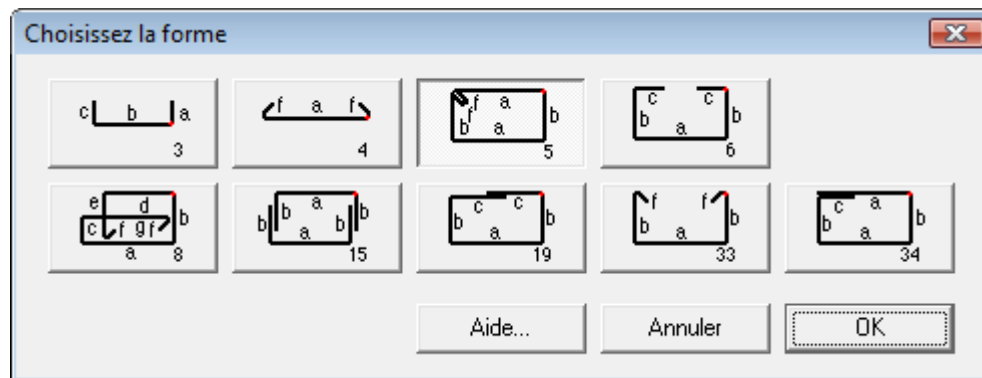 Choisissez la forme
c b a
3
f a f
4
f a
f
b a b
5
c c
b a b
6
e d
c f g f b
a 8
b b a b b
a
15
c c
b a b
19
f f
b a b
33
c a
b a b
34
Aide...
Annuler
OK